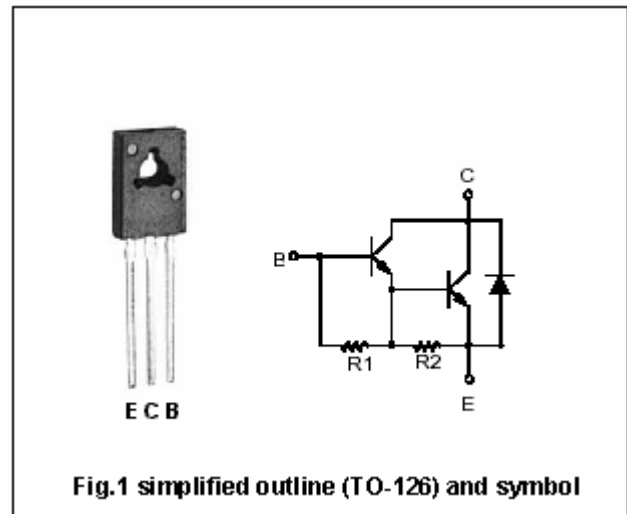 C
B
R1 R2
E C B
E
Fig.1 simplified outline (TO-126) and symbol